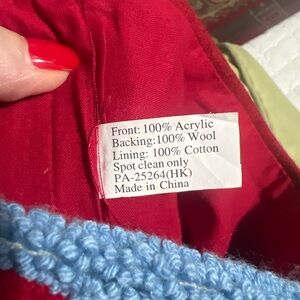 Front: 100% Acrylic
Backing:100% Wool
Lining: 100% Cotton
Spot clean only
PA-25264(HK)
Made in China